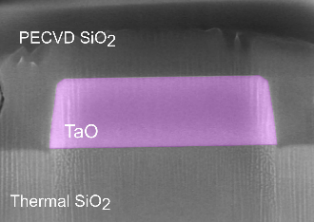 PECVD SiO2
TaO
Thermal SiO2